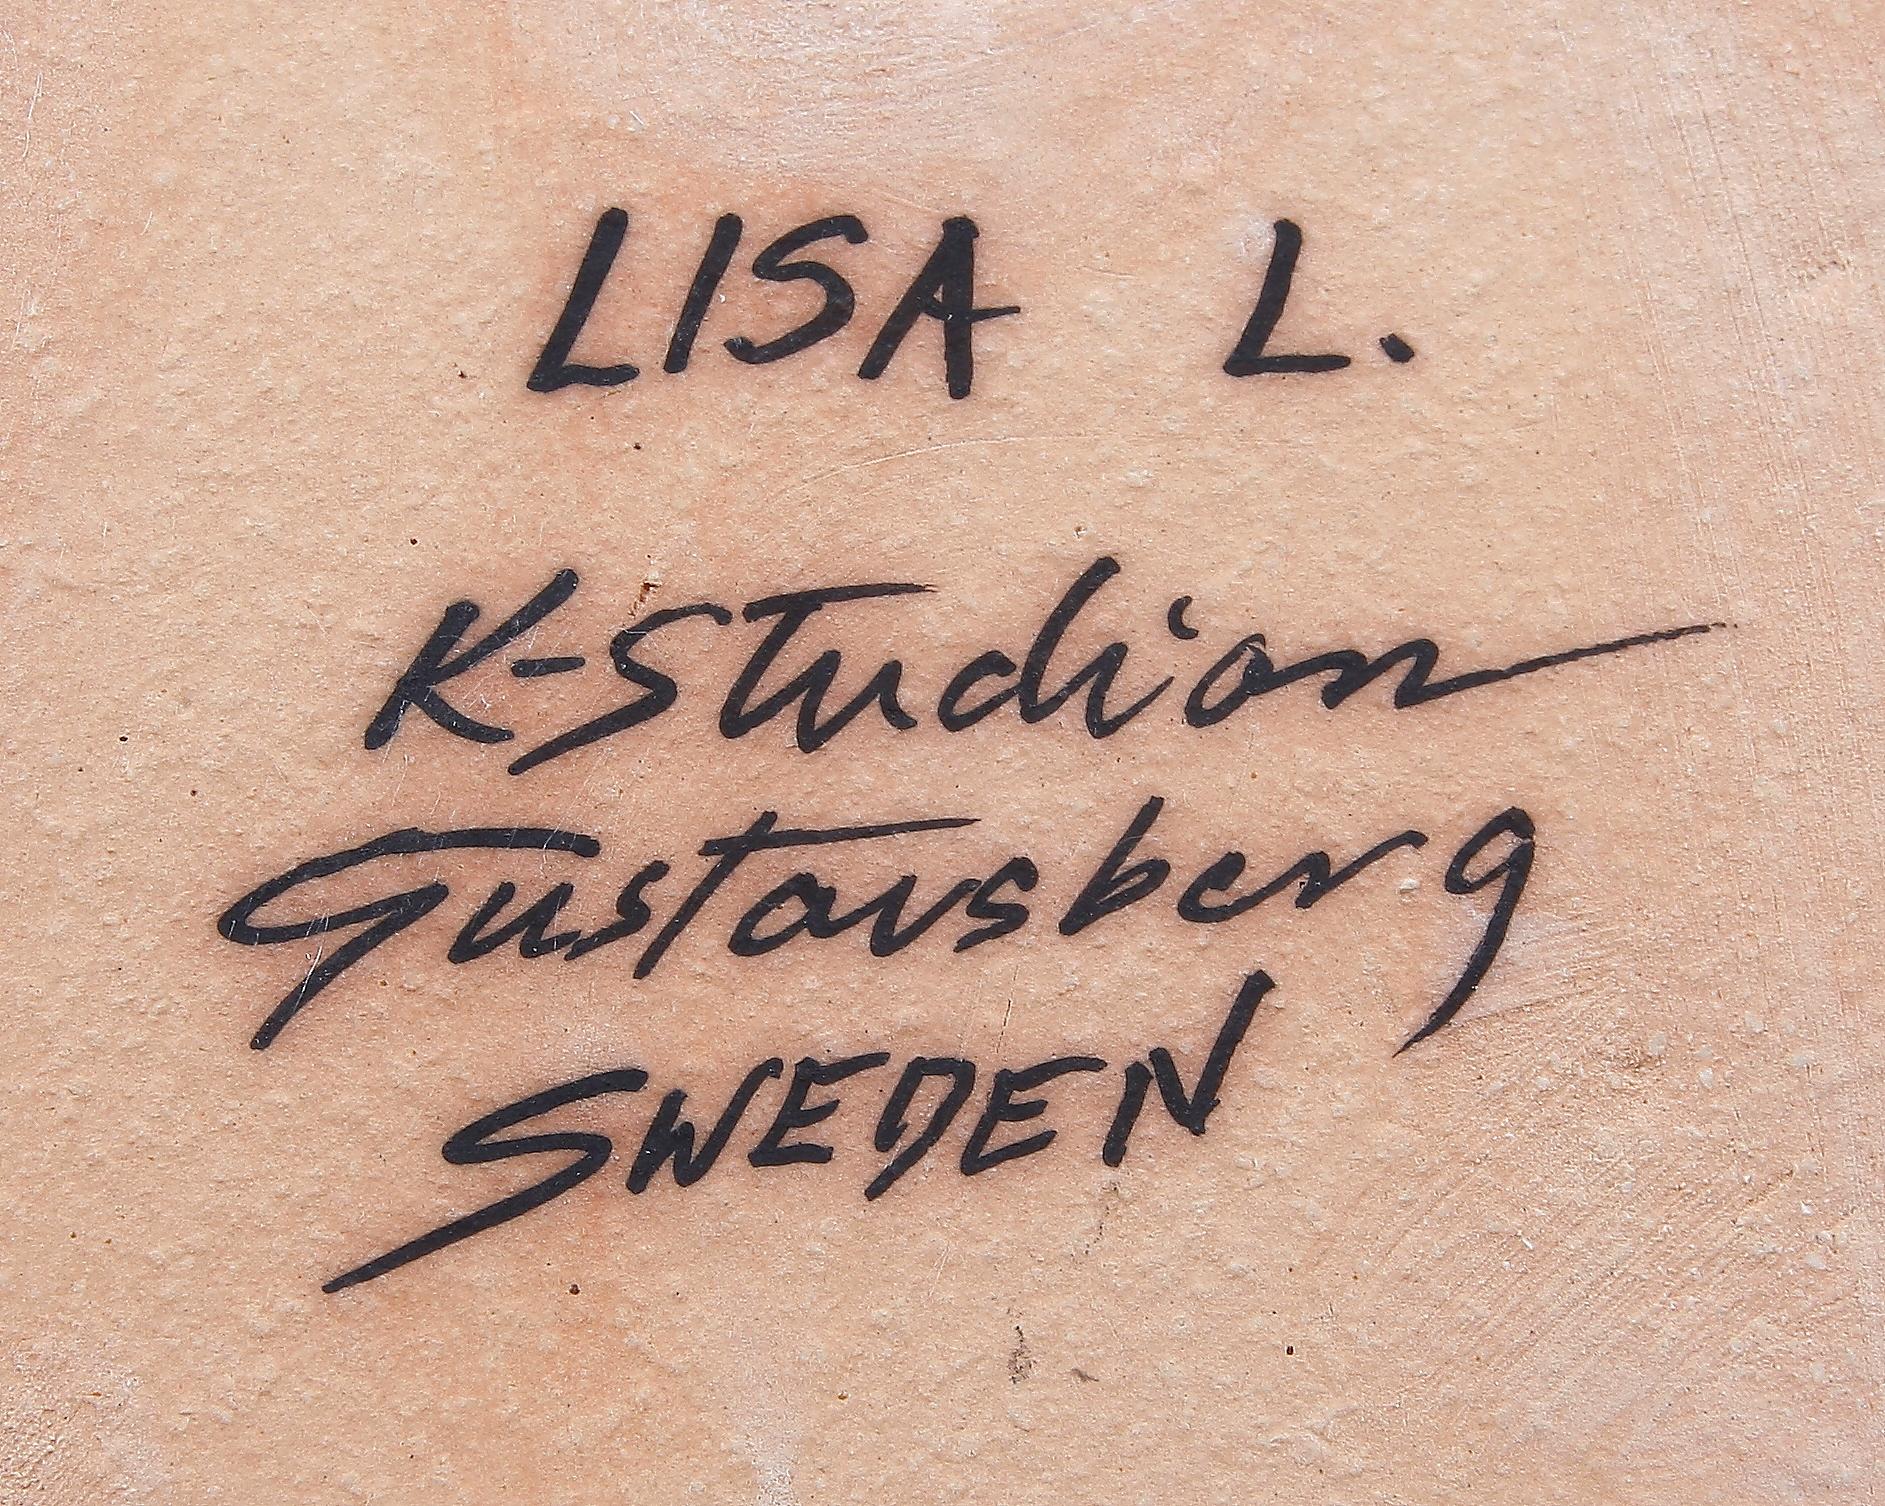 LISA L.
K-Studion
Gustavsberg
SWEDEN